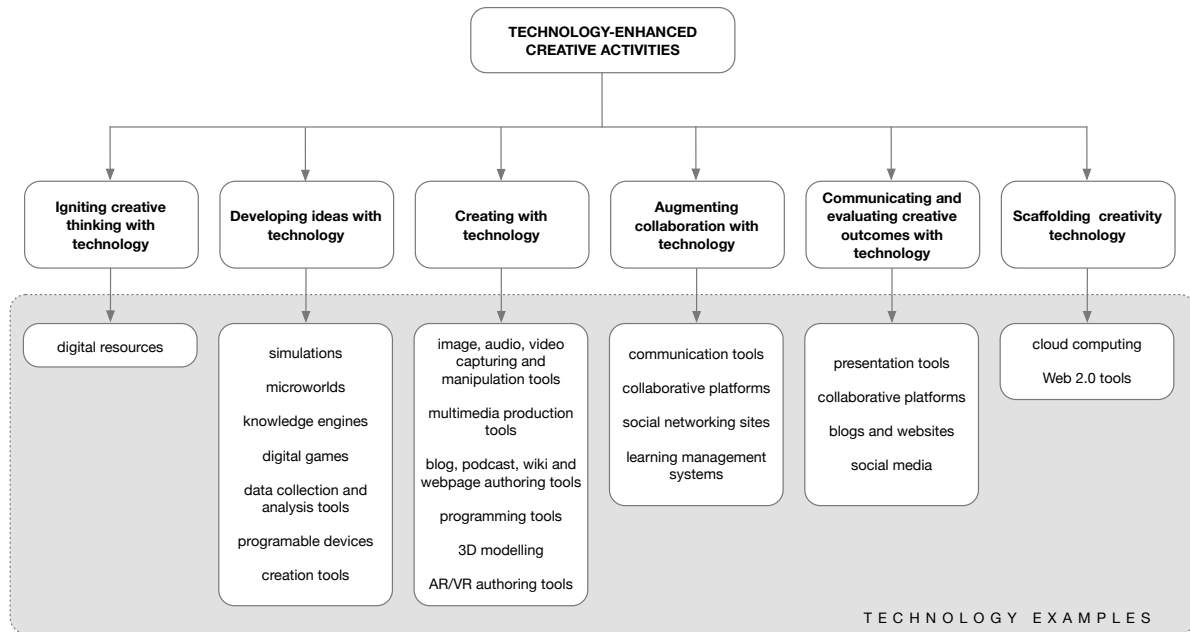 TECHNOLOGY-ENHANCED
CREATIVE ACTIVITIES
Igniting creative
thinking with
technology
Developing ideas with
technology
Creating with
technology
Augmenting
collaboration with
technology
Communicating and
evaluating creative
outcomes with
technology
Scaffolding creativity
technology
digital resources
simulations
microworlds
knowledge engines
digital games
data collection and
analysis tools
programable devices
creation tools
image, audio, video
capturing and
manipulation tools
multimedia production
tools
blog, podcast, wiki and
webpage authoring tools
programming tools
3D modelling
AR/VR authoring tools
communication tools
collaborative platforms
social networking sites
learning management
systems
presentation tools
collaborative platforms
blogs and websites
social media
cloud computing
Web 2.0 tools
TECHNOLOGY EXAMPLES